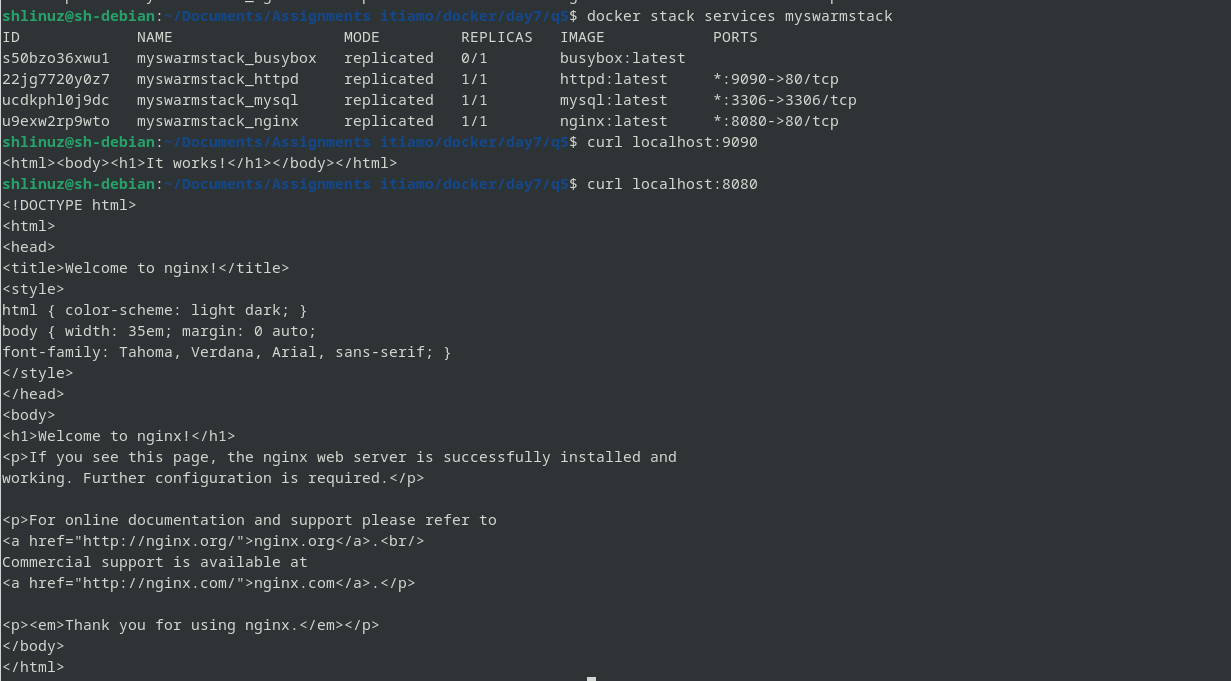 shlinuz@sh-debian:~/Documents/Assignments itiamo/docker/day7/q5$ docker stack services myswarmstack
ID             NAME                   MODE         REPLICAS   IMAGE            PORTS
s50bzo36xwu1   myswarmstack_busybox   replicated   0/1        busybox:latest
22jg7720y0z7   myswarmstack_httpd     replicated   1/1        httpd:latest     *:9090->80/tcp
ucdkphl0j9dc   myswarmstack_mysql     replicated   1/1        mysql:latest     *:3306->3306/tcp
u9exw2rp9wto   myswarmstack_nginx     replicated   1/1        nginx:latest     *:8080->80/tcp
shlinuz@sh-debian:~/Documents/Assignments itiamo/docker/day7/q5$ curl localhost:9090
<html><body><h1>It works!</h1></body></html>
shlinuz@sh-debian:~/Documents/Assignments itiamo/docker/day7/q5$ curl localhost:8080
<!DOCTYPE html>
<html>
<head>
<title>Welcome to nginx!</title>
<style>
html { color-scheme: light dark; }
body { width: 35em; margin: 0 auto;
font-family: Tahoma, Verdana, Arial, sans-serif; }
</style>
</head>
<body>
<h1>Welcome to nginx!</h1>
<p>If you see this page, the nginx web server is successfully installed and
working. Further configuration is required.</p>

<p>For online documentation and support please refer to
<a href="http://nginx.org/">nginx.org</a>.<br/>
Commercial support is available at
<a href="http://nginx.com/">nginx.com</a>.</p>

<p><em>Thank you for using nginx.</em></p>
</body>
</html>